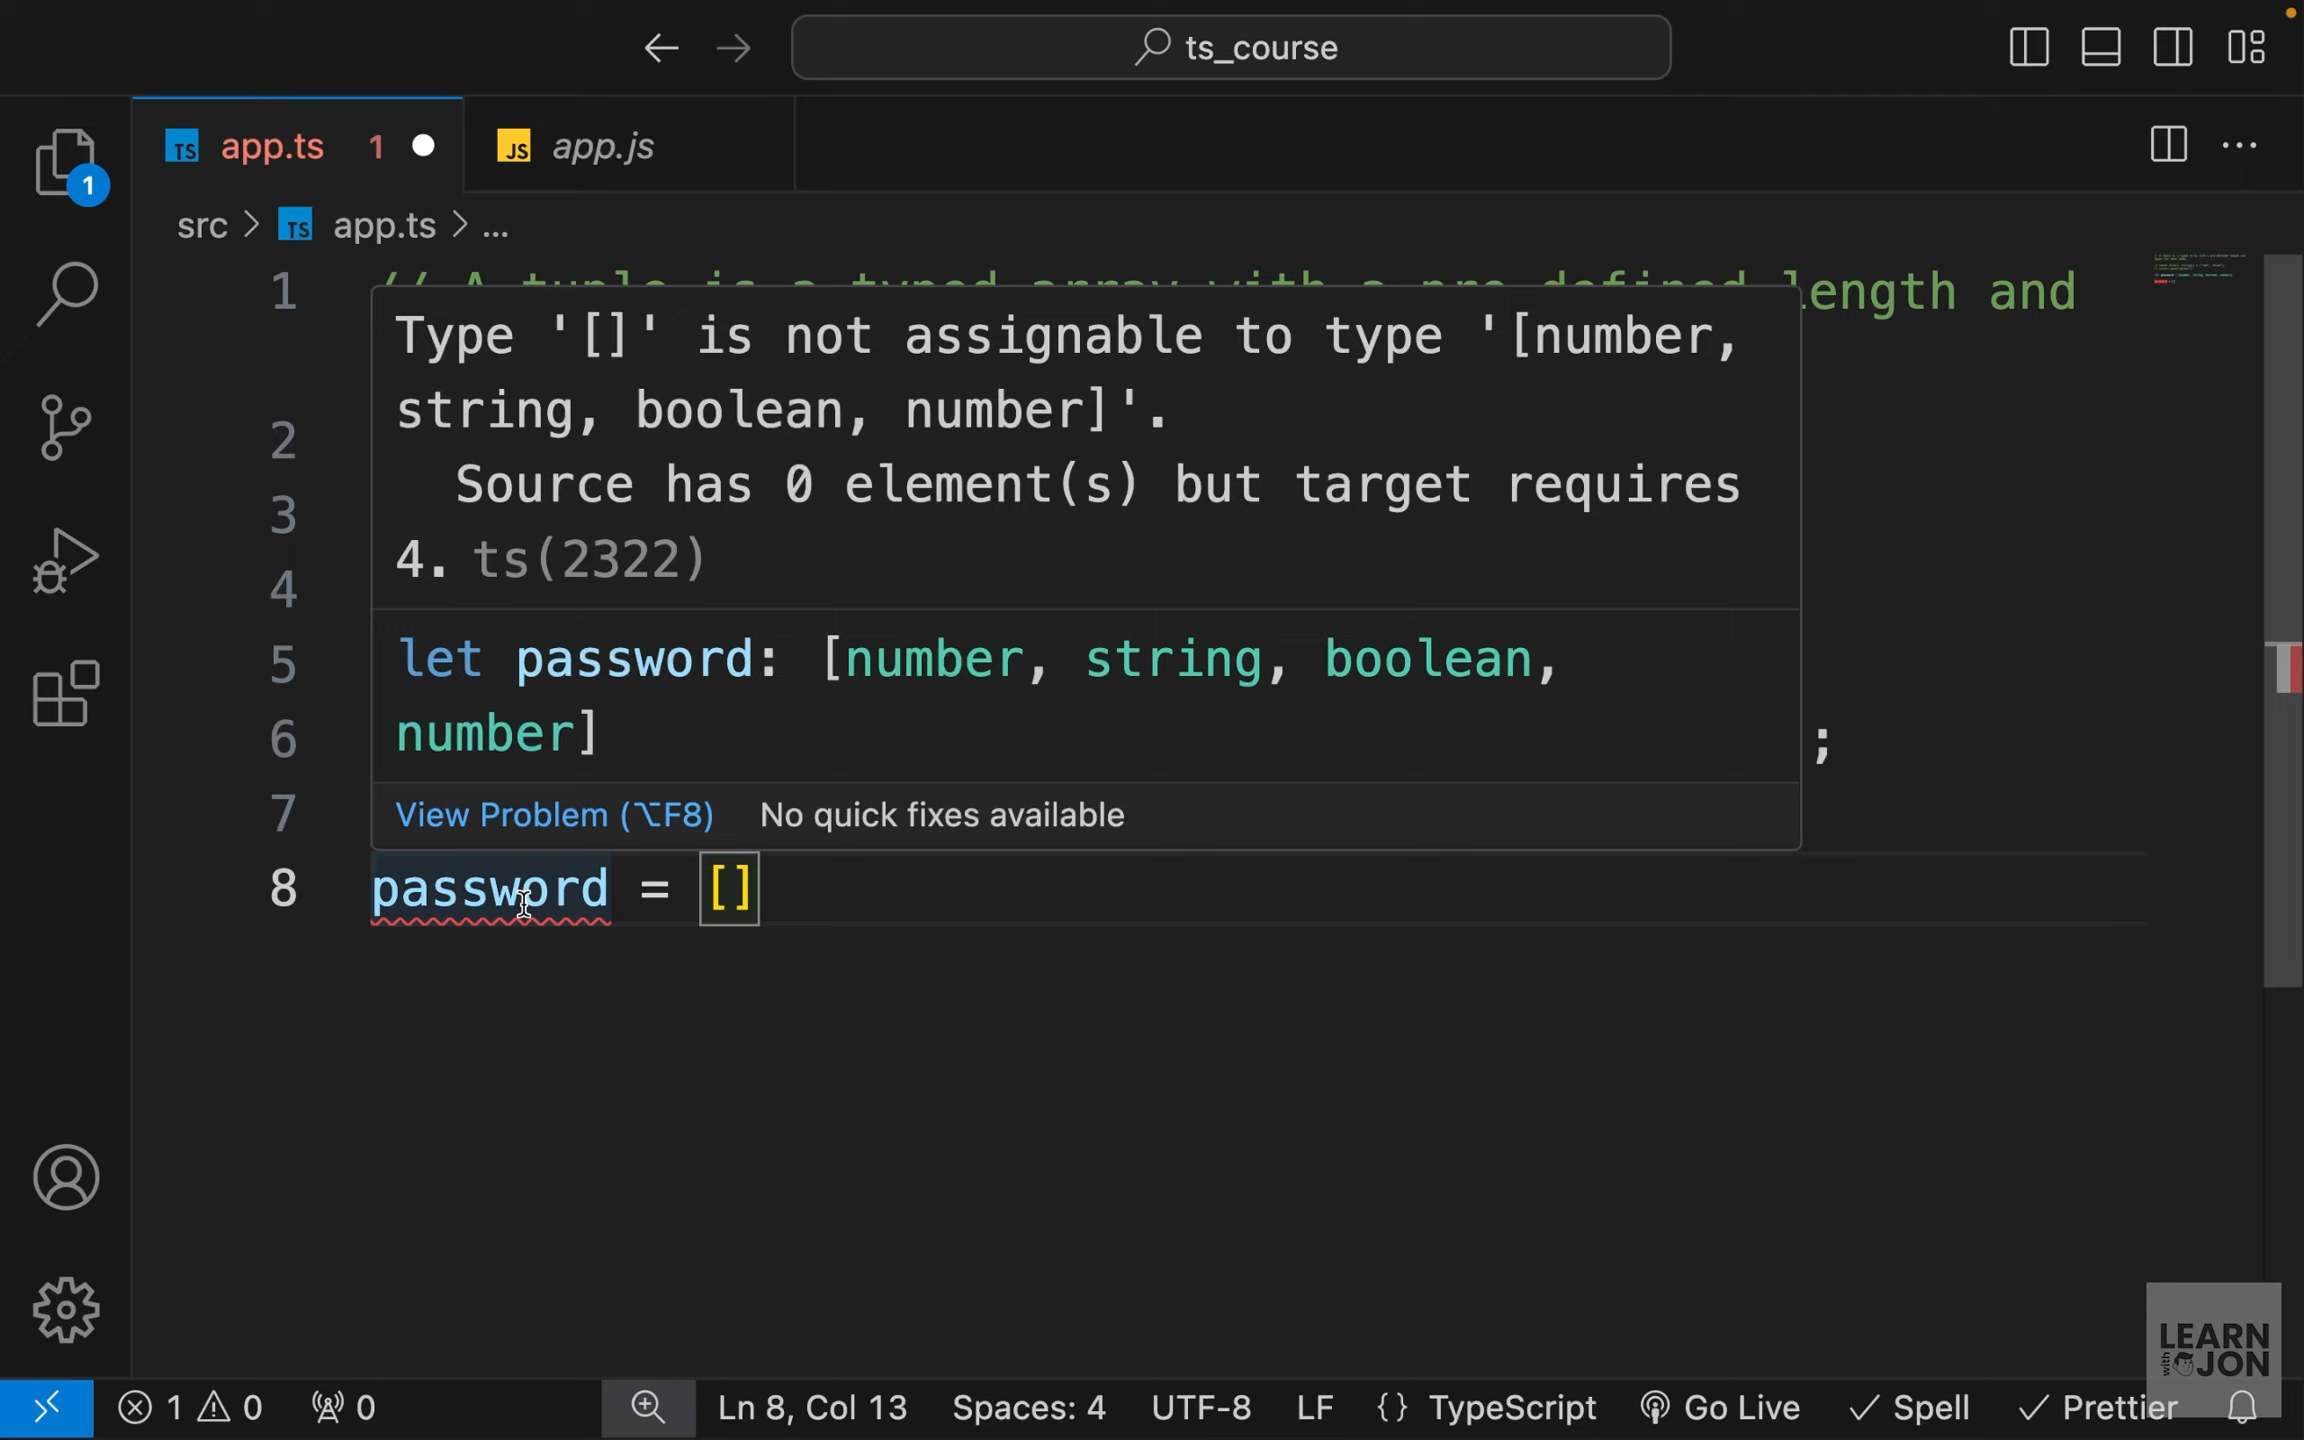 ts_course
TS app.ts 1
JS app.js
1
src > TS app.ts > ...
1 // A tuple is a typed array with a pre-defined length and
Type '[]' is not assignable to type '[number,
string, boolean, number]'.
Source has 0 element(s) but target requires
4. ts(2322)
let password: [number, string, boolean,
number]
View Problem (⌥F8) No quick fixes available
2
3
4
5
6 ;
7
8 password = []
LEARN
with JON
1 0 0 Ln 8, Col 13 Spaces: 4 UTF-8 LF {} TypeScript Go Live Spell Prettier